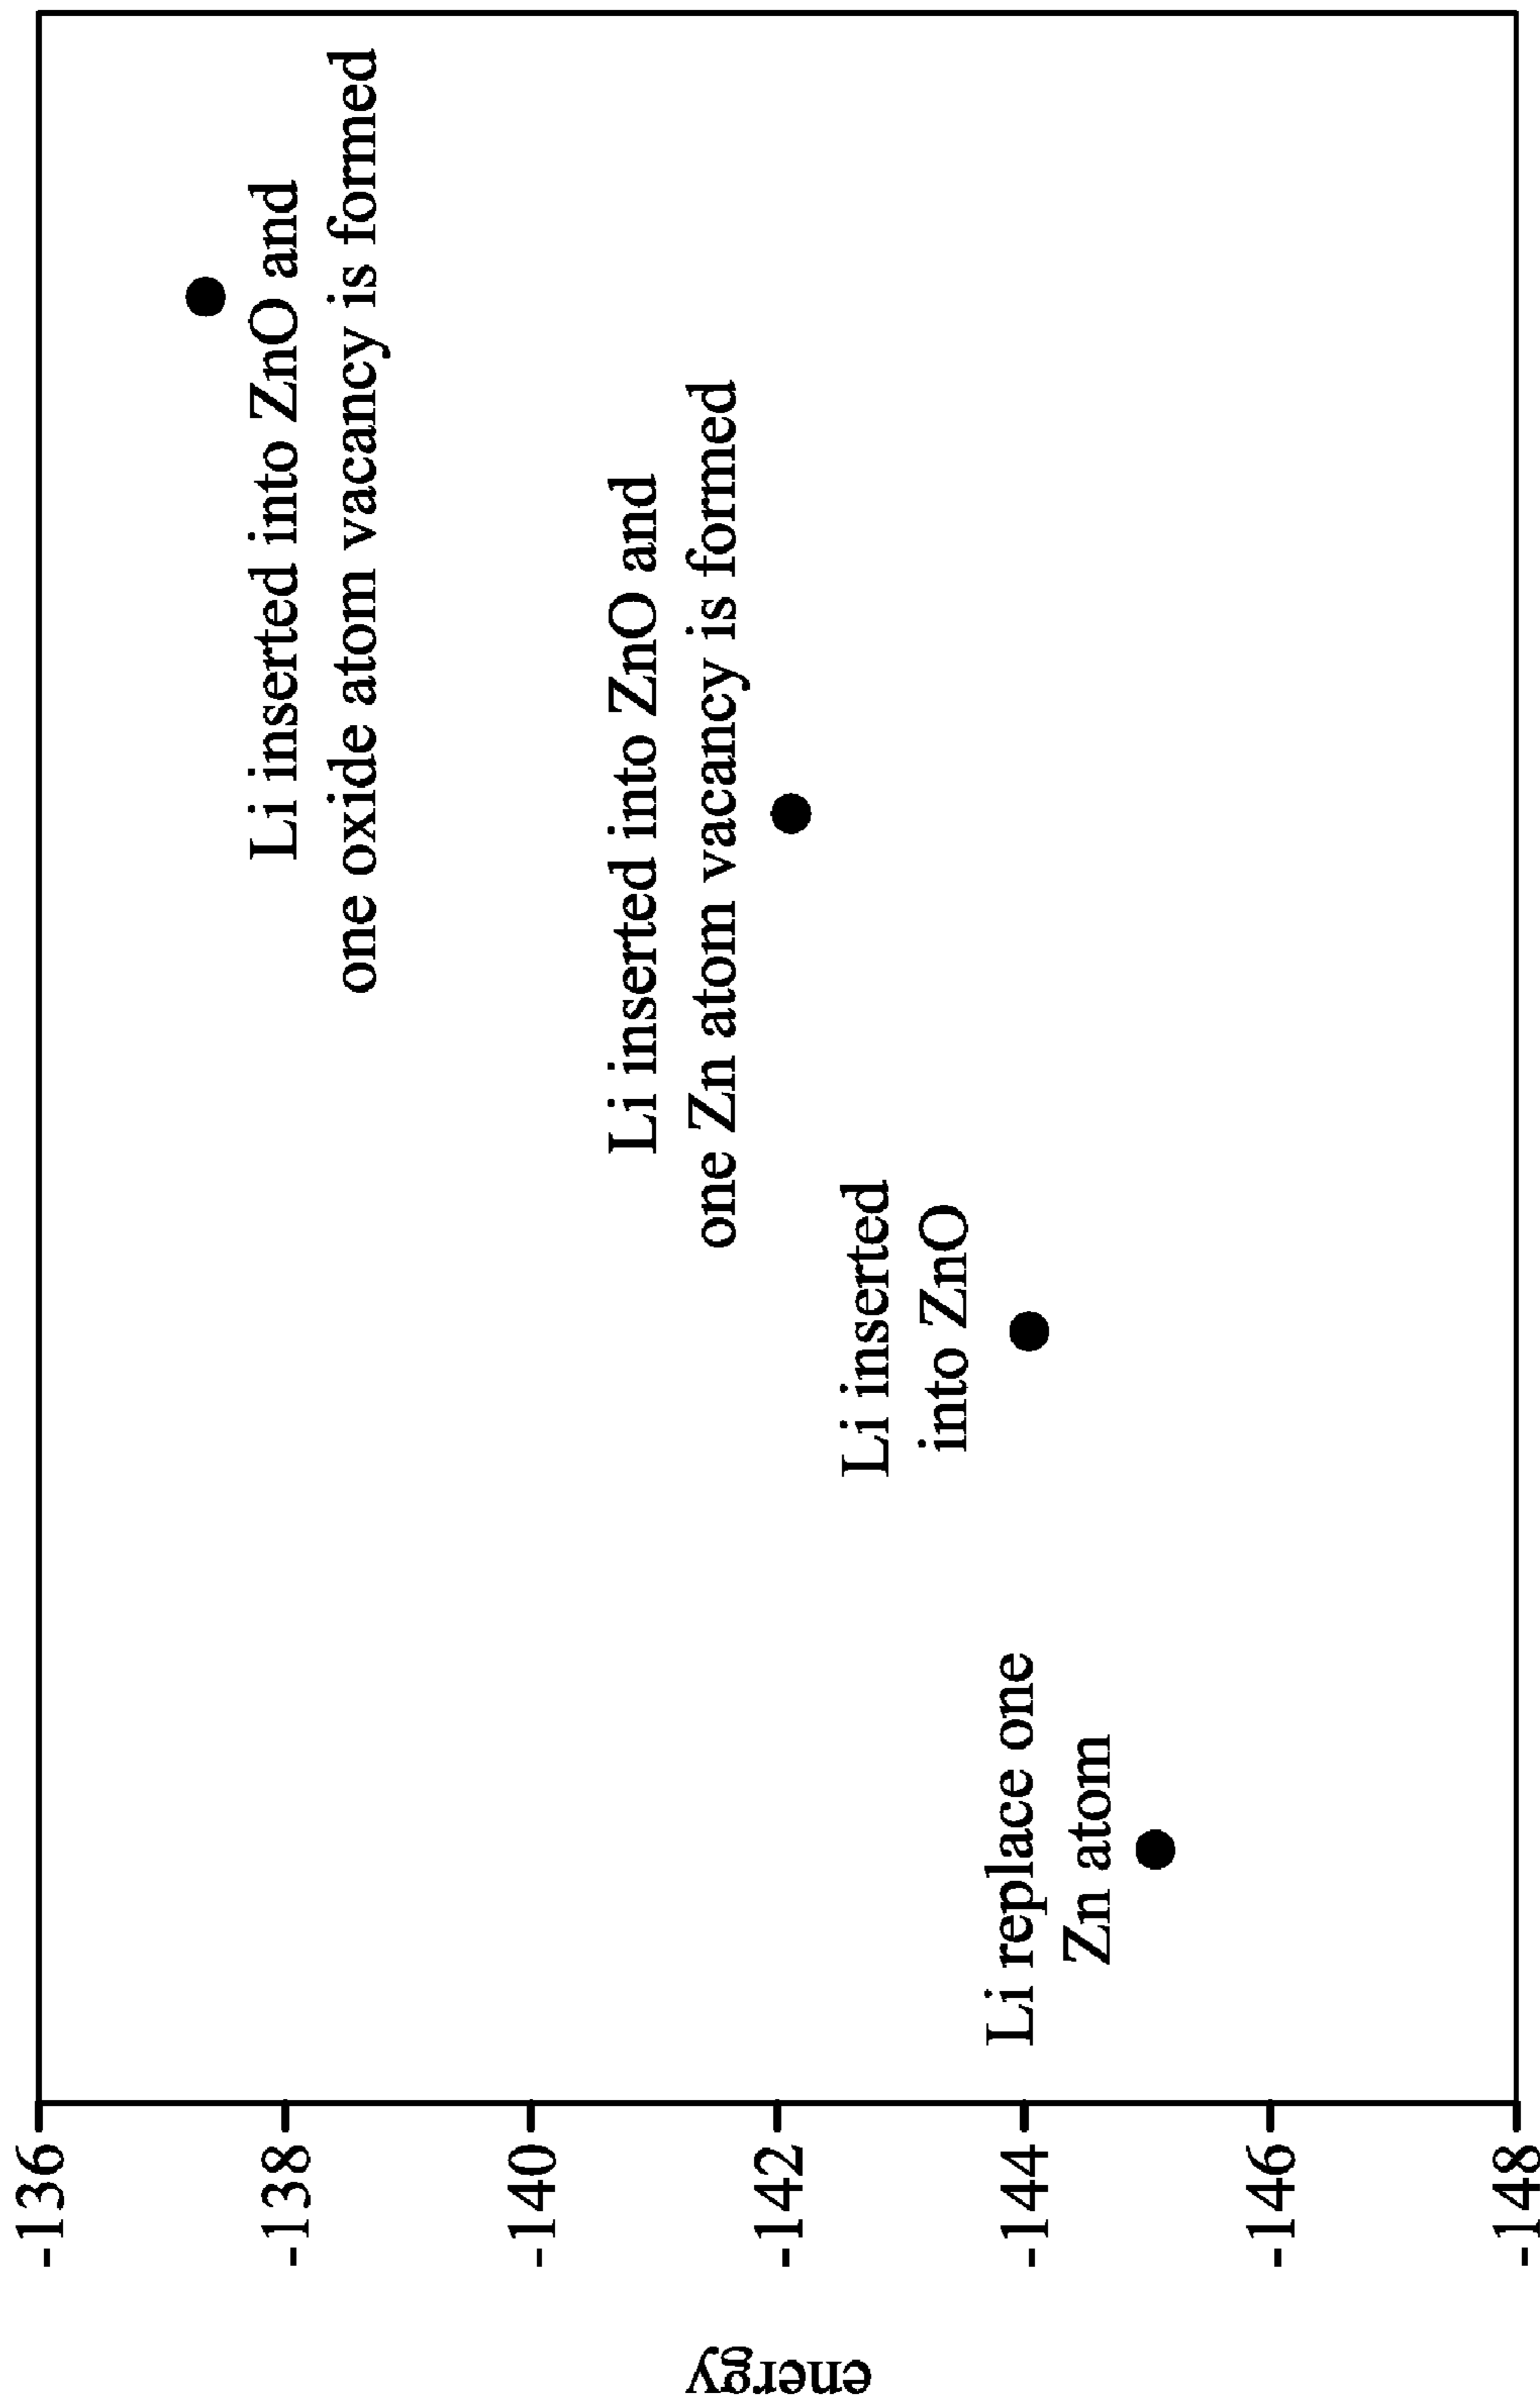 energy
-136
-138
-140
-142
-144
-146
-148
Li replace one
Zn atom
Li inserted
into ZnO
Li inserted into ZnO and
one Zn atom vacancy is formed
Li inserted into ZnO and
one oxide atom vacancy is formed